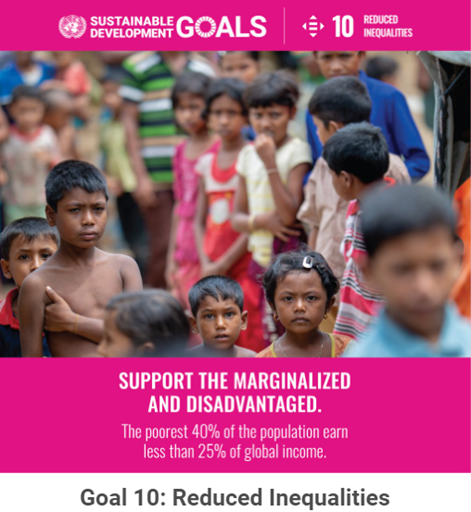 SUSTAINABLE DEVELOPMENT GOALS
10 REDUCED INEQUALITIES
SUPPORT THE MARGINALIZED
AND DISADVANTAGED.
The poorest 40% of the population earn
less than 25% of global income.
Goal 10: Reduced Inequalities